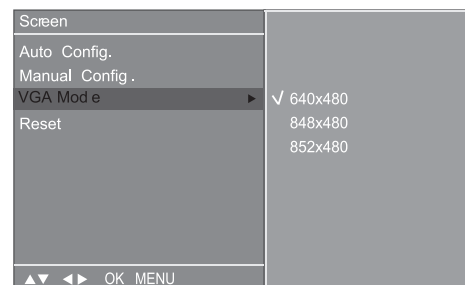 Screen
Auto Config.
Manual Config .
VGA Mod e ►
✓ 640x480
848x480
852x480
Reset
▲▼ ◄► OK MENU